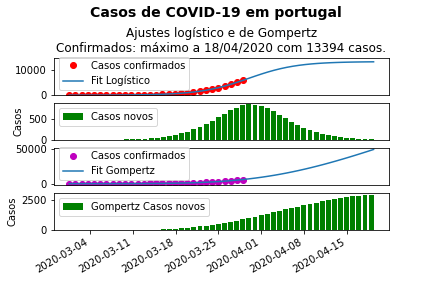 Casos de COVID-19 em portugal
Ajustes logístico e de Gompertz
Confirmados: máximo a 18/04/2020 com 13394 casos.
10000
0
Casos confirmados
Fit Logístico
Casos
500
0
Casos novos
50000
0
Casos confirmados
Fit Gompertz
Casos
2500
0
Gompertz Casos novos
2020-03-04
2020-03-11
2020-03-18
2020-03-25
2020-04-01
2020-04-08
2020-04-15